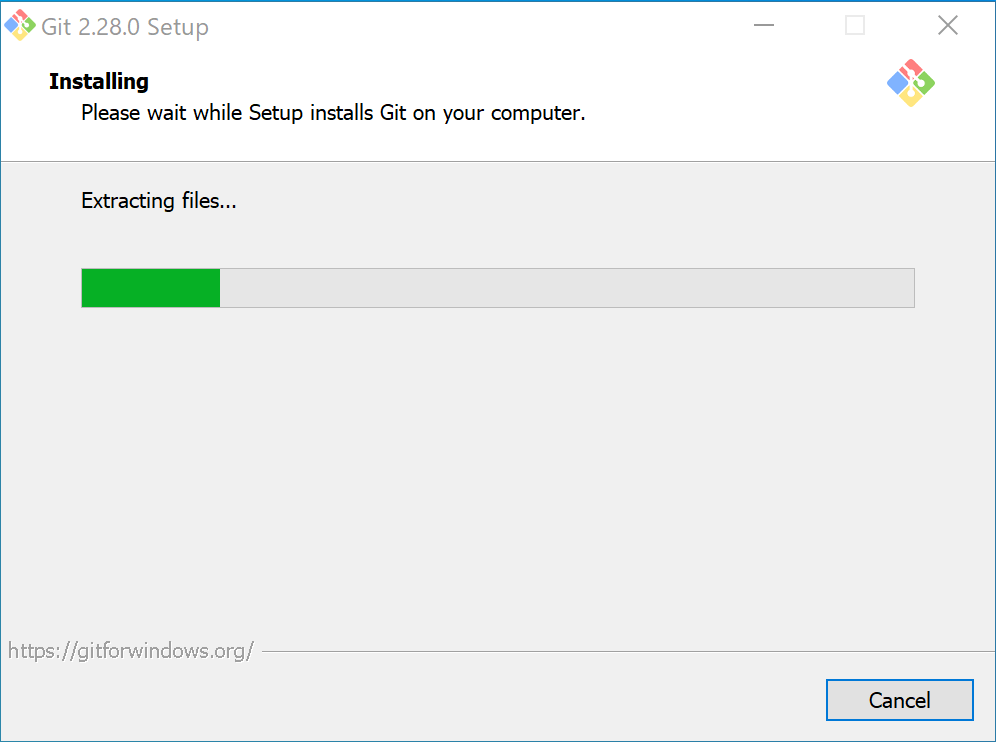 Git 2.28.0 Setup
Installing
Please wait while Setup installs Git on your computer.
Extracting files...
https://gitforwindows.org/
Cancel